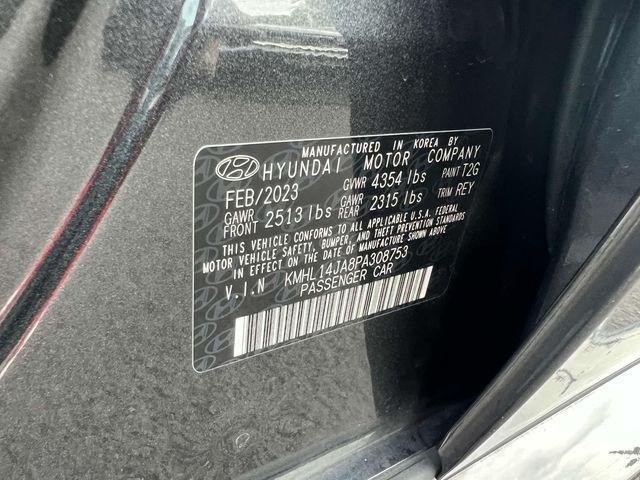 MANUFACTURED IN KOREA BY
HYUNDAI MOTOR COMPANY
FEB/2023 GVWR 4354 lbs PAINT T2G
GAWR FRONT 2513 lbs GAWR REAR 2315 lbs TRIM REY
THIS VEHICLE CONFORMS TO ALL APPLICABLE U.S.A. FEDERAL
MOTOR VEHICLE SAFETY, BUMPER, AND THEFT PREVENTION STANDARDS
IN EFFECT ON THE DATE OF MANUFACTURE SHOWN ABOVE.
V.I.N KMHL14JA8PA308753
PASSENGER CAR